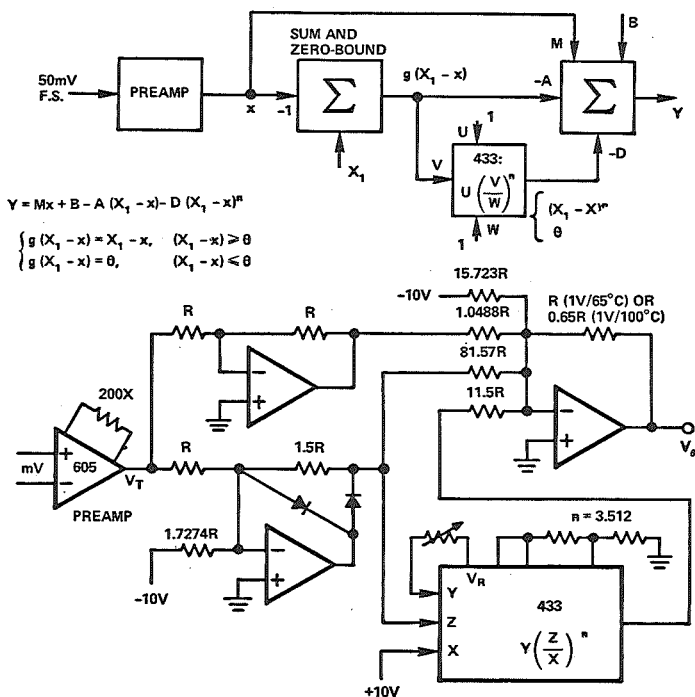 SUM AND
ZERO-BOUND
B
M
50mV
F.S.
PREAMP
x
-1
Σ
g (X₁ - x)
-A
Σ
Y
X₁
U
1
V
433:
U (V/W)ⁿ
-D
1
W
{ (X₁ - X)ⁿ
θ
Y = Mx + B - A (X₁ - x) - D (X₁ - x)ⁿ
{ g (X₁ - x) = X₁ - x, (X₁ - x) ≥ θ
g (X₁ - x) = θ, (X₁ - x) ≤ θ
15.723R
-10V
R (1V/65°C) OR
0.65R (1V/100°C)
R
R
1.0488R
81.57R
11.5R
-
+
-
+
200X
+
605
mV
-
V_T
PREAMP
R
1.5R
V_θ
1.7274R
-
+
-10V
n = 3.512
V_R
Y
Z
X
433
Y (Z/X)ⁿ
+10V